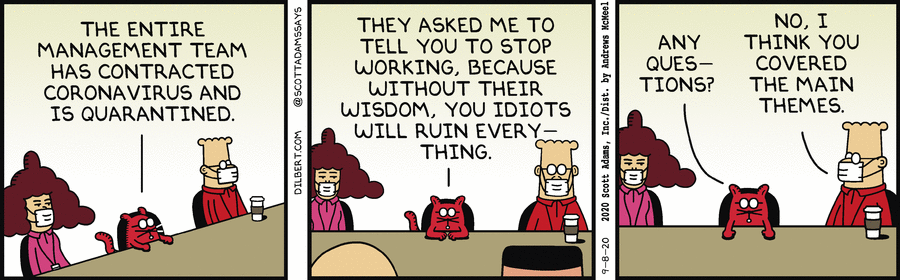 THE ENTIRE
MANAGEMENT TEAM
HAS CONTRACTED
CORONAVIRUS AND
IS QUARANTINED.
DILBERT.COM
@SCOTTADAMSSAYS
THEY ASKED ME TO
TELL YOU TO STOP
WORKING, BECAUSE
WITHOUT THEIR
WISDOM, YOU IDIOTS
WILL RUIN EVERY-
THING.
9-8-20 2020 Scott Adams, Inc./Dist. by Andrews McMeel
ANY
QUES-
TIONS?
NO, I
THINK YOU
COVERED
THE MAIN
THEMES.